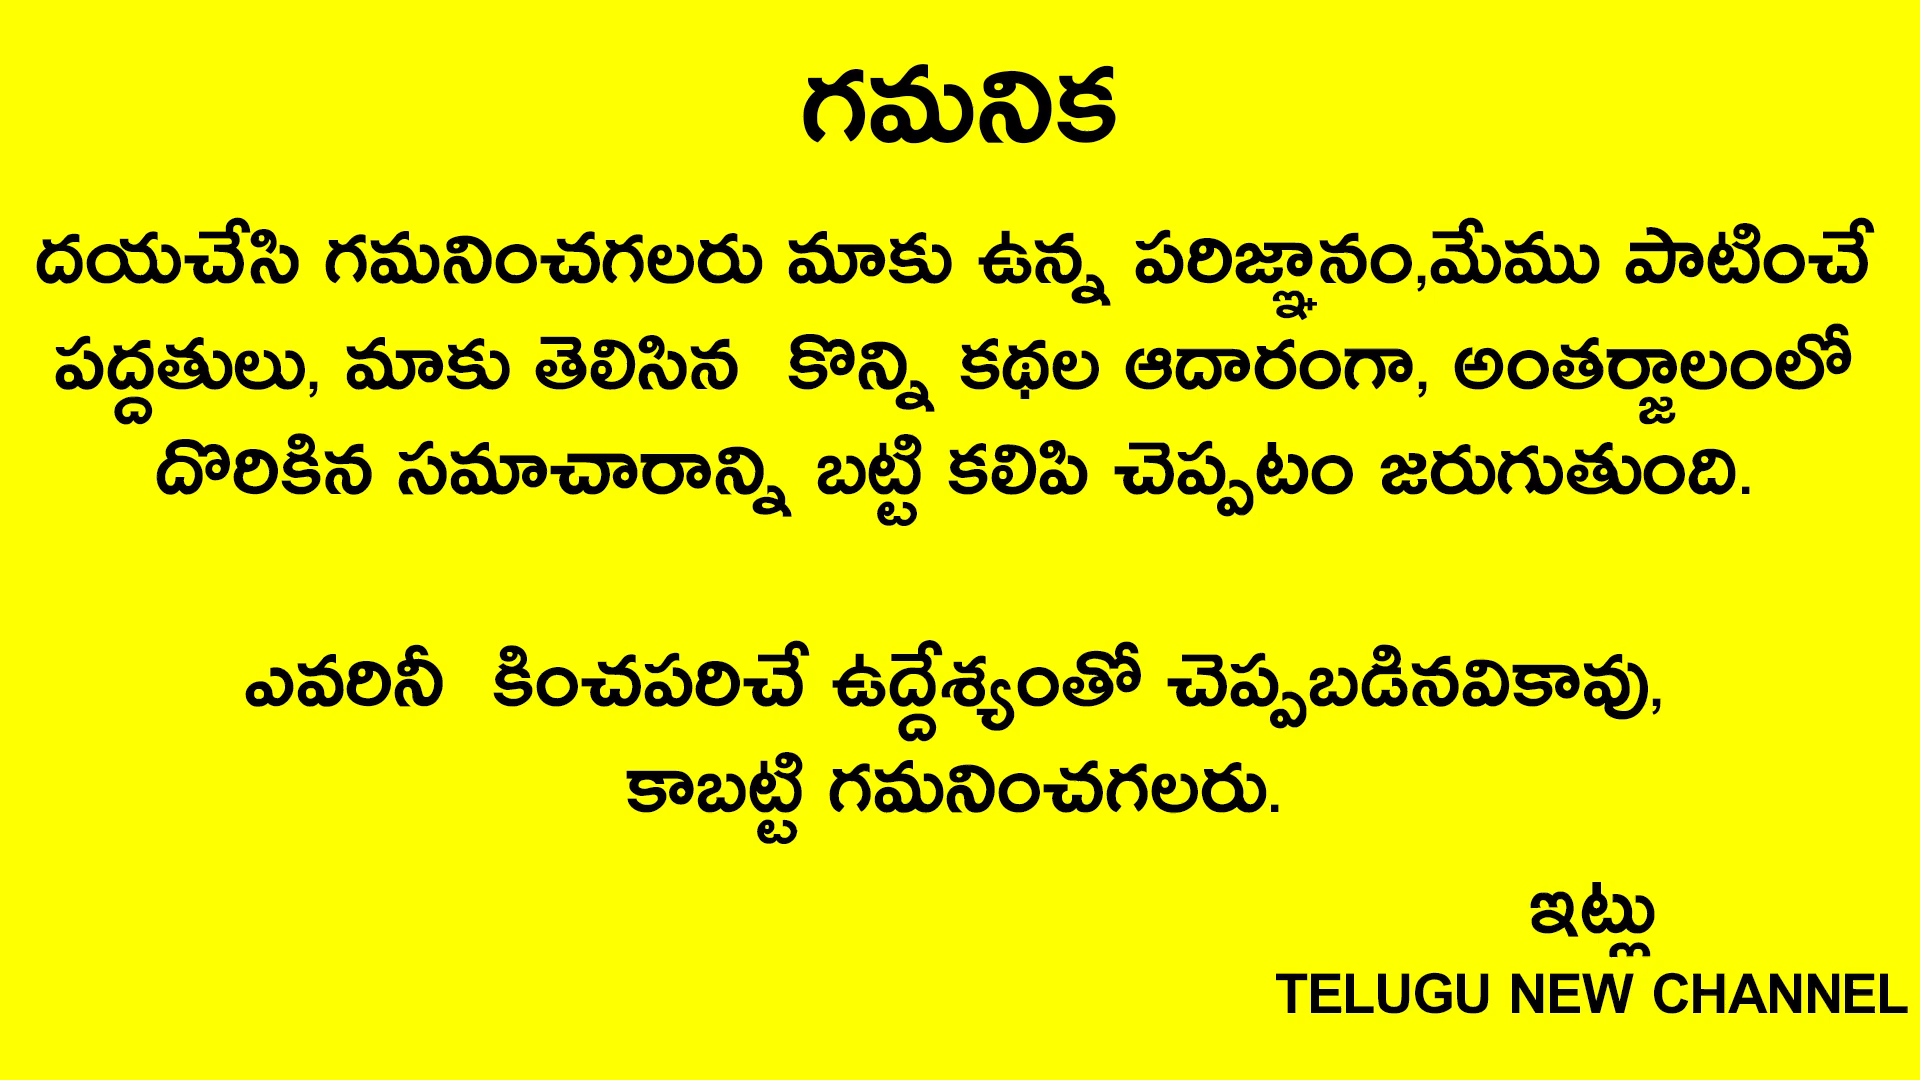 గమనిక
దయచేసి గమనించగలరు మాకు ఉన్న పరిజ్ఞానం,మేము పాటించే
పద్దతులు, మాకు తెలిసిన కొన్ని కథల ఆదారంగా, అంతర్జాలంలో
దొరికిన సమాచారాన్ని బట్టి కలిపి చెప్పటం జరుగుతుంది.
ఎవరినీ కించపరిచే ఉద్దేశ్యంతో చెప్పబడినవికావు,
కాబట్టి గమనించగలరు.
ఇట్లు
TELUGU NEW CHANNEL